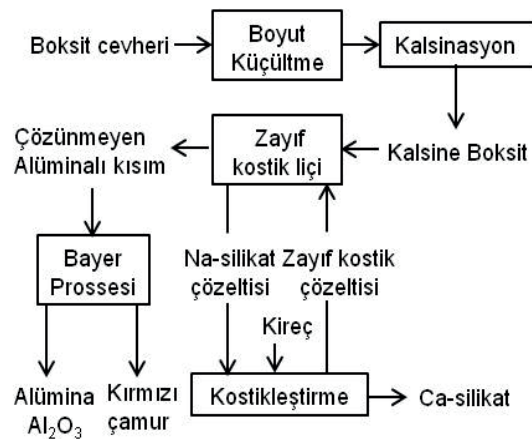 Boksit cevheri
Boyut
Küçültme
Kalsinasyon
Çözünmeyen
Alüminalı kısım
Zayıf
kostik liçi
Kalsine Boksit
Bayer
Prossesi
Na-silikat
çözeltisi
Zayıf kostik
çözeltisi
Kireç
Alümina
Al₂O₃
Kırmızı
çamur
Kostikleştirme
Ca-silikat